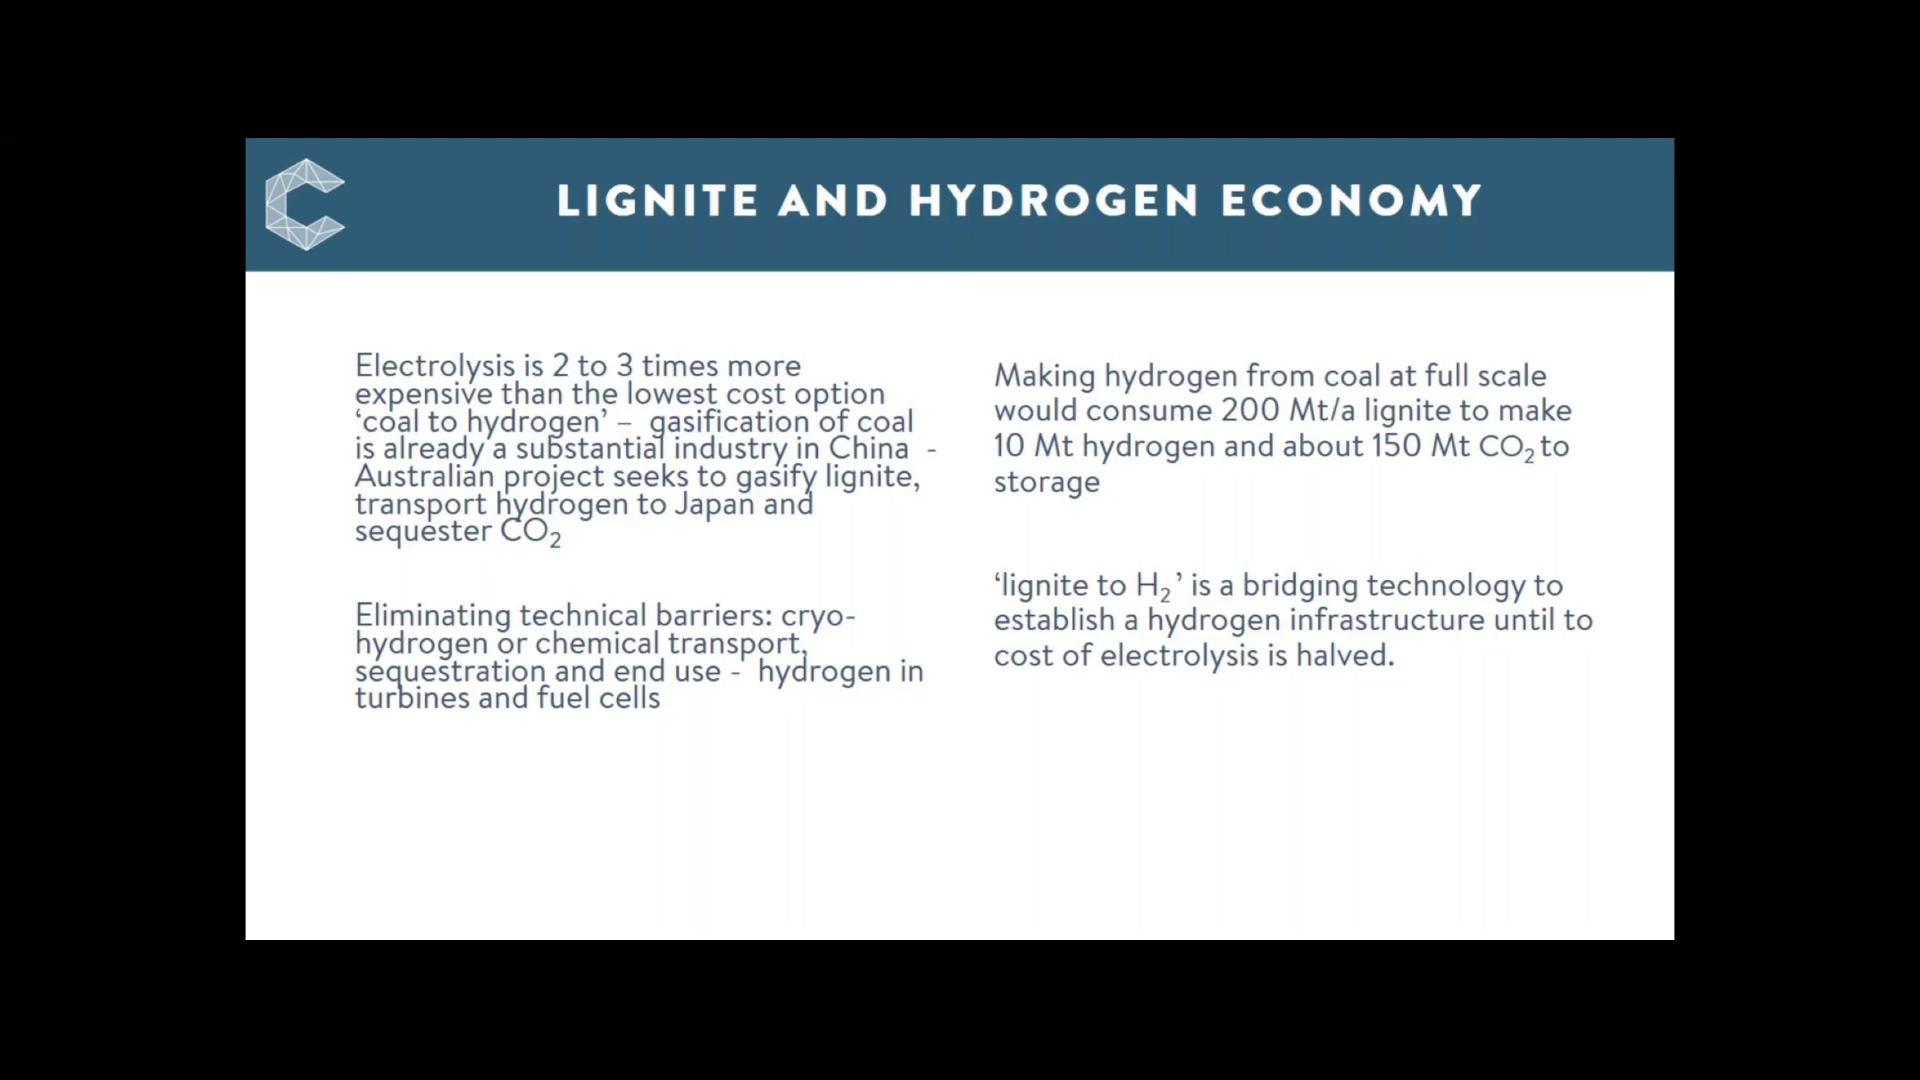 LIGNITE AND HYDROGEN ECONOMY
Electrolysis is 2 to 3 times more
expensive than the lowest cost option
‘coal to hydrogen’ – gasification of coal
is already a substantial industry in China -
Australian project seeks to gasify lignite,
transport hydrogen to Japan and
sequester CO₂
Eliminating technical barriers: cryo-
hydrogen or chemical transport,
sequestration and end use - hydrogen in
turbines and fuel cells
Making hydrogen from coal at full scale
would consume 200 Mt/a lignite to make
10 Mt hydrogen and about 150 Mt CO₂ to
storage
‘lignite to H₂’ is a bridging technology to
establish a hydrogen infrastructure until to
cost of electrolysis is halved.